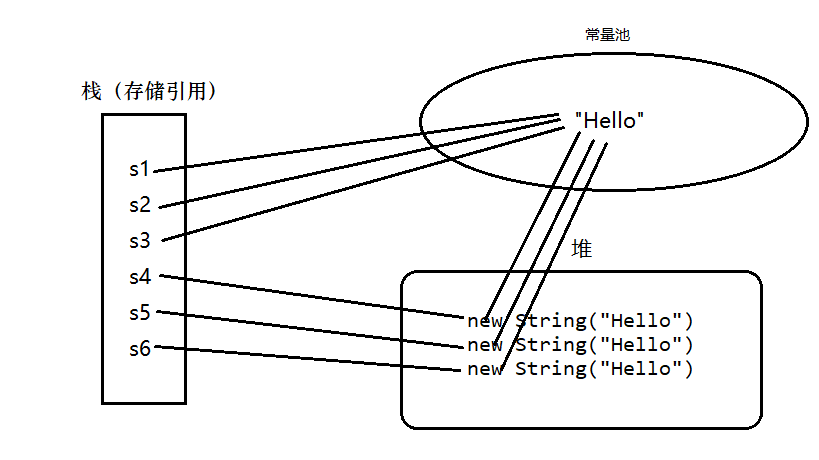 常量池
栈（存储引用）
"Hello"
s1
s2
s3
s4
s5
s6
堆
new String("Hello")
new String("Hello")
new String("Hello")